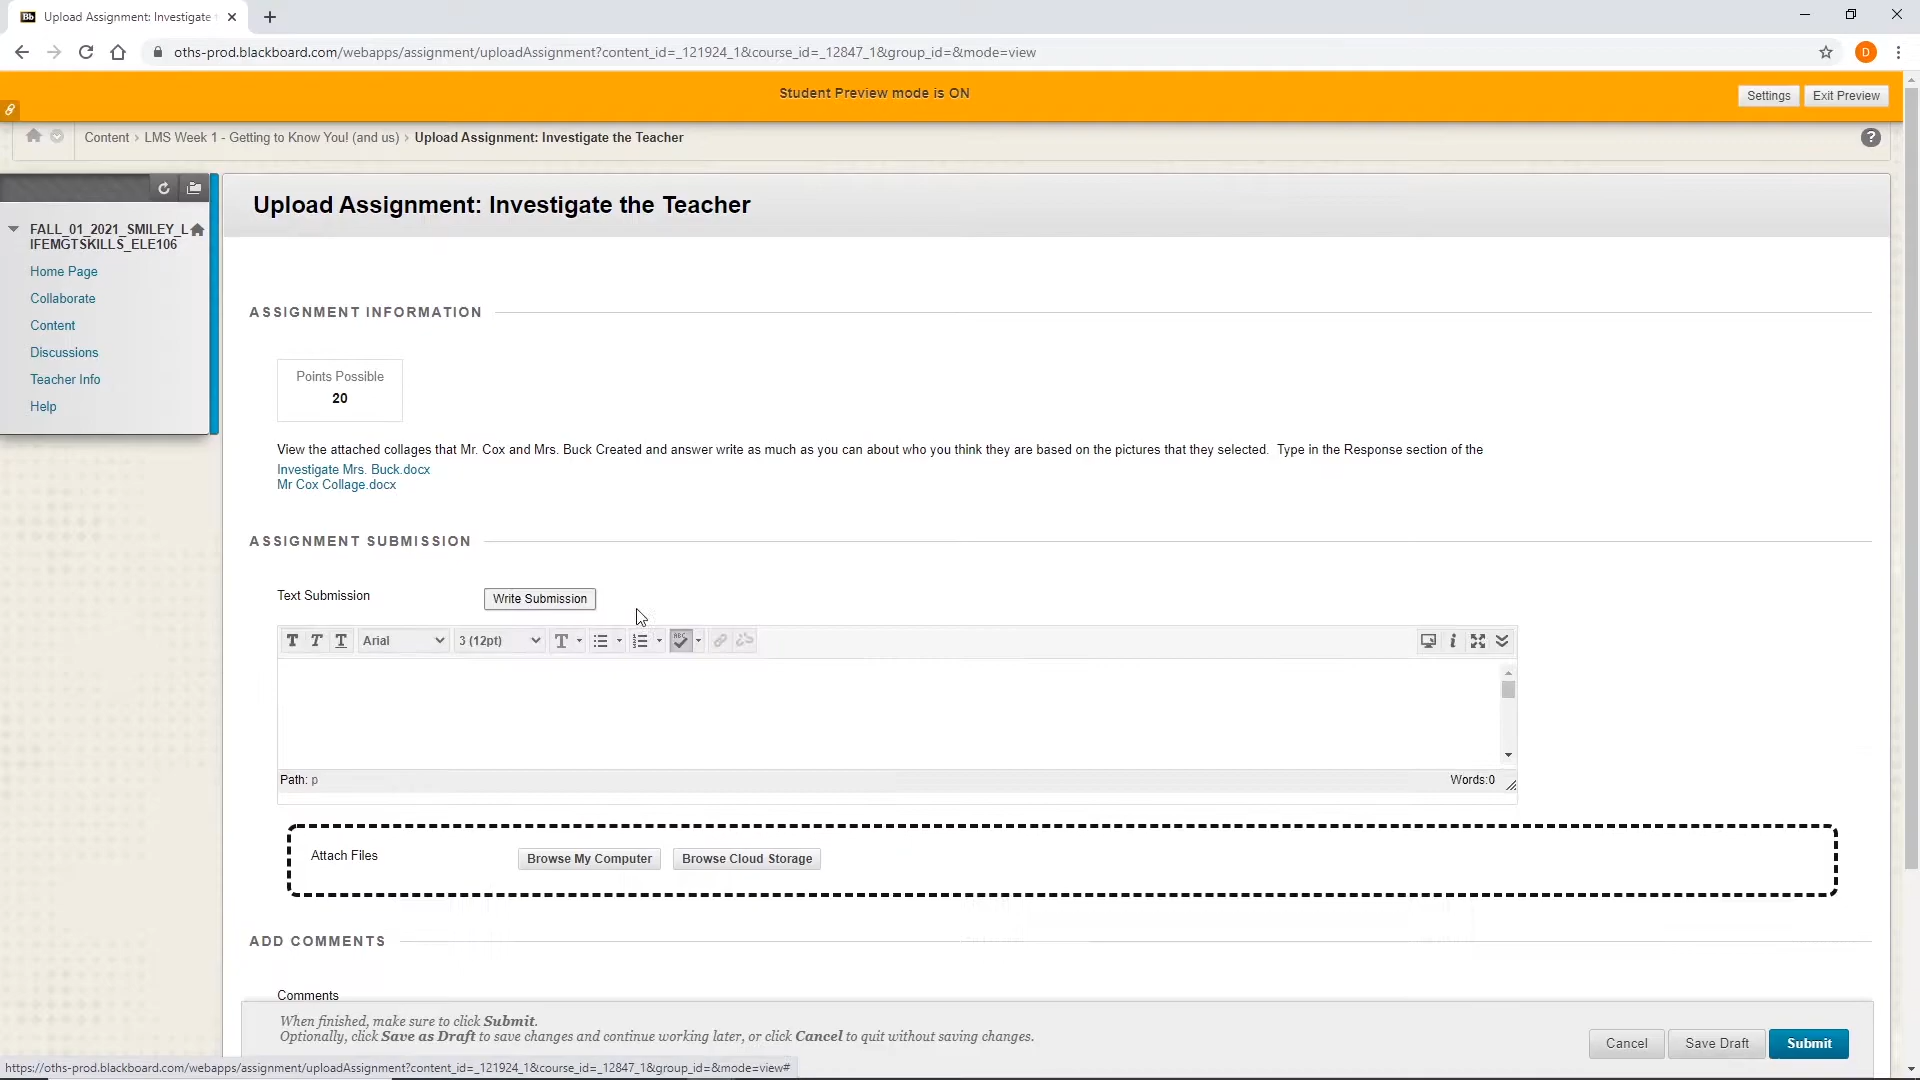 Bb Upload Assignment: Investigate
oths-prod.blackboard.com/webapps/assignment/uploadAssignment?content_id=_121924_1&course_id=_12847_1&group_id=&mode=view
D
Student Preview mode is ON
Settings
Exit Preview
Content > LMS Week 1 - Getting to Know You! (and us) > Upload Assignment: Investigate the Teacher
?
FALL_01_2021_SMILEY_L
IFEMGTSKILLS_ELE106
Home Page
Collaborate
Content
Discussions
Teacher Info
Help
Upload Assignment: Investigate the Teacher
ASSIGNMENT INFORMATION
Points Possible
20
View the attached collages that Mr. Cox and Mrs. Buck Created and answer write as much as you can about who you think they are based on the pictures that they selected.  Type in the Response section of the
Investigate Mrs. Buck.docx
Mr Cox Collage.docx
ASSIGNMENT SUBMISSION
Text Submission
Write Submission
T T T Arial 3 (12pt) T ABC i
Path: p
Words:0
Attach Files
Browse My Computer
Browse Cloud Storage
ADD COMMENTS
Comments
When finished, make sure to click Submit.
Optionally, click Save as Draft to save changes and continue working later, or click Cancel to quit without saving changes.
Cancel
Save Draft
Submit
https://oths-prod.blackboard.com/webapps/assignment/uploadAssignment?content_id=_121924_1&course_id=_12847_1&group_id=&mode=view#